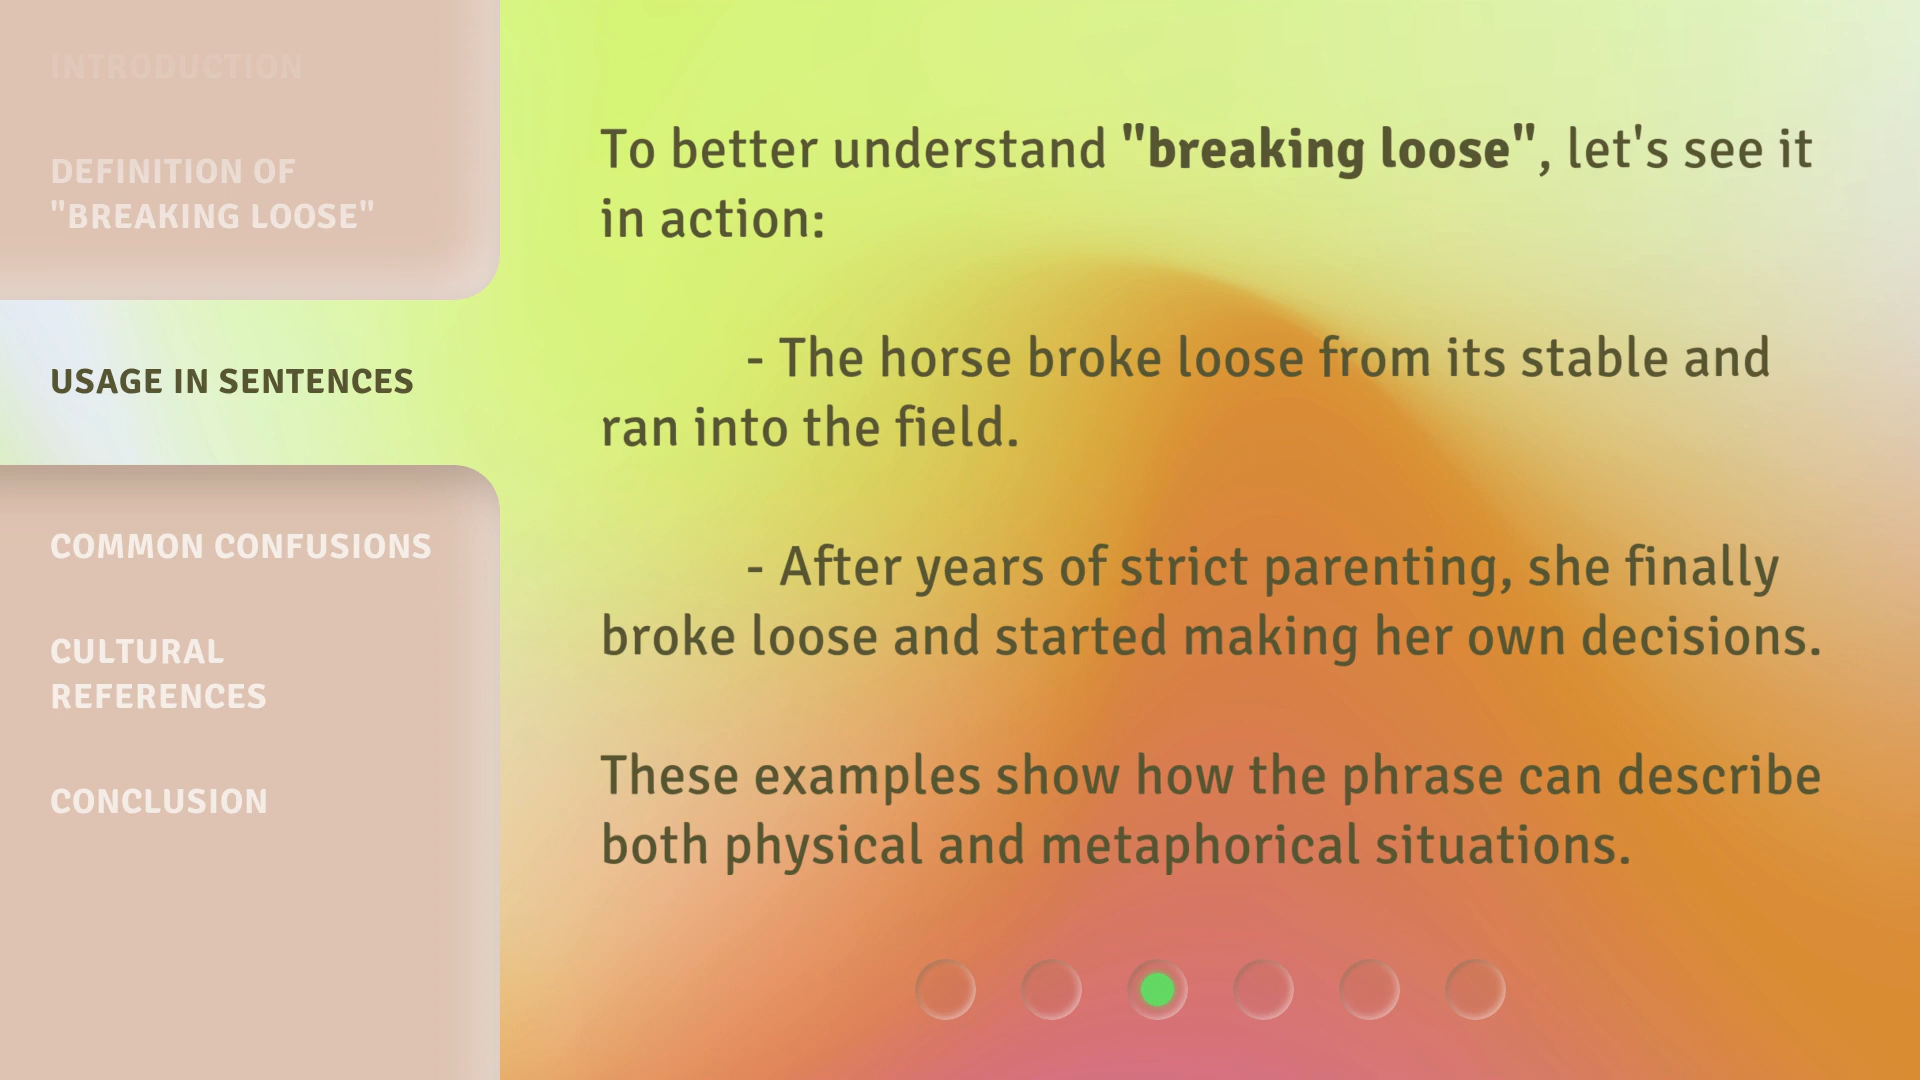 INTRODUCTION
DEFINITION OF
"BREAKING LOOSE"
USAGE IN SENTENCES
COMMON CONFUSIONS
CULTURAL
REFERENCES
CONCLUSION
To better understand "breaking loose", let's see it
in action:
- The horse broke loose from its stable and
ran into the field.
- After years of strict parenting, she finally
broke loose and started making her own decisions.
These examples show how the phrase can describe
both physical and metaphorical situations.